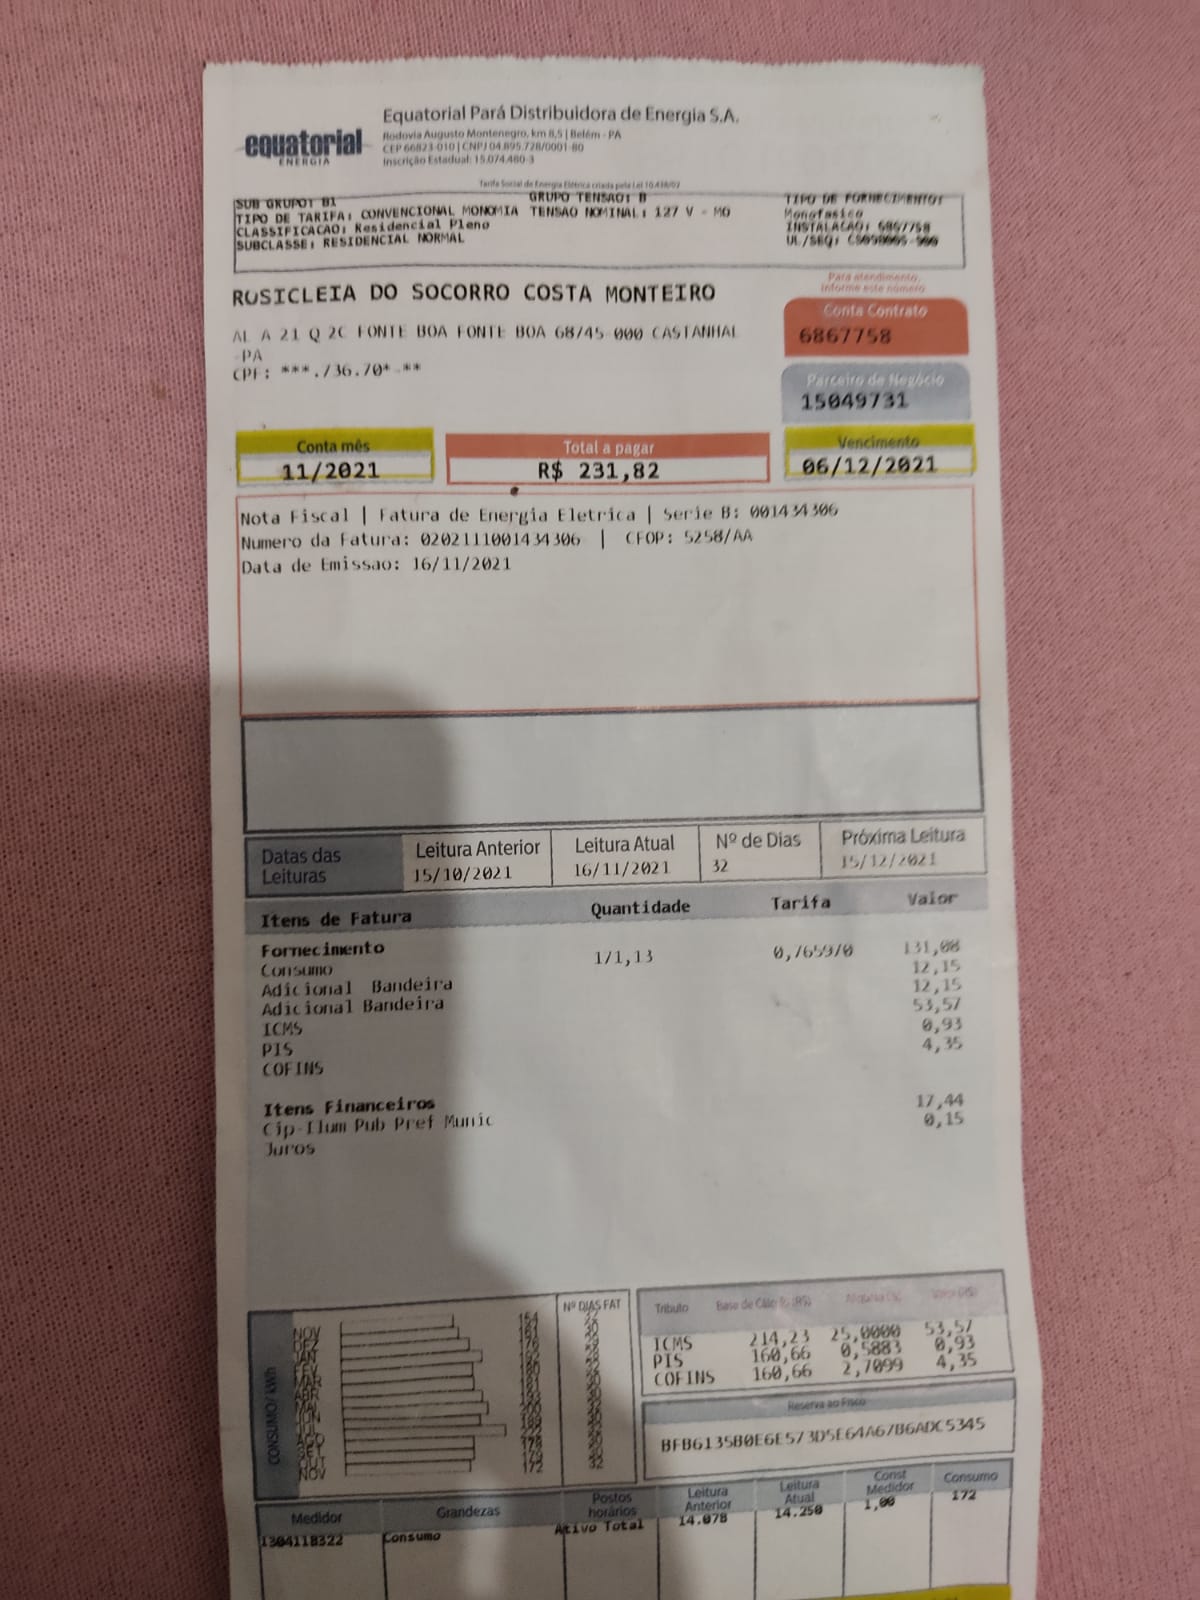 equatorial
ENERGIA
Equatorial Pará Distribuidora de Energia S.A.
Rodovia Augusto Montenegro, km 8,5 | Belém - PA
CEP 66823-010 | CNPJ 04.895.728/0001-80
Inscrição Estadual: 15.074.480-3
Tarifa Social de Energia Elétrica criada pela Lei 10.438/02
SUB GRUPO: B1 GRUPO TENSAO: B TIPO DE FORNECIMENTO:
TIPO DE TARIFA: CONVENCIONAL MONOMIA TENSAO NOMINAL: 127 V - MO Monofasico
CLASSIFICACAO: Residencial Pleno INSTALACAO: 6867758
SUBCLASSE: RESIDENCIAL NORMAL UL/SEQ:
ROSICLEIA DO SOCORRO COSTA MONTEIRO
Para atendimento,
informe este número
Conta Contrato
6867758
AL A 21 Q 2C FONTE BOA FONTE BOA 68745-000 CASTANHAL
-PA
CPF: ***.736.70*-**
Parceiro de Negócio
15049731
Conta mês Total a pagar Vencimento
11/2021 R$ 231,82 06/12/2021
Nota Fiscal | Fatura de Energia Eletrica | Serie B: 001434306
Numero da Fatura: 0202111001434306 | CFOP: 5258/AA
Data de Emissao: 16/11/2021
Datas das Leituras Leitura Anterior Leitura Atual Nº de Dias Próxima Leitura
15/10/2021 16/11/2021 32 15/12/2021
Itens de Fatura Quantidade Tarifa Valor
Fornecimento
Consumo 171,13 0,765970 131,08
Adicional Bandeira 12,15
Adicional Bandeira 12,15
ICMS 53,57
PIS 0,93
COFINS 4,35
Itens Financeiros
Cip-Ilum Pub Pref Munic 17,44
Juros 0,15
CONSUMO/ kWh
Nº DIAS FAT
NOV
DEZ
JAN
FEV
MAR
ABR
MAI
JUN
AGO
SET
OUT
NOV 172 32
Tributo Base de Cálc. (R$) Alíquota (%) Valor (R$)
ICMS 214,23 25,0000 53,57
PIS 160,66 0,5883 0,93
COFINS 160,66 2,7099 4,35
Reserva ao Fisco
Medidor Grandezas Postos horários Leitura Anterior Leitura Atual Const Medidor Consumo
1304118322 Consumo Ativo Total 14.078 14.250 1,00 172